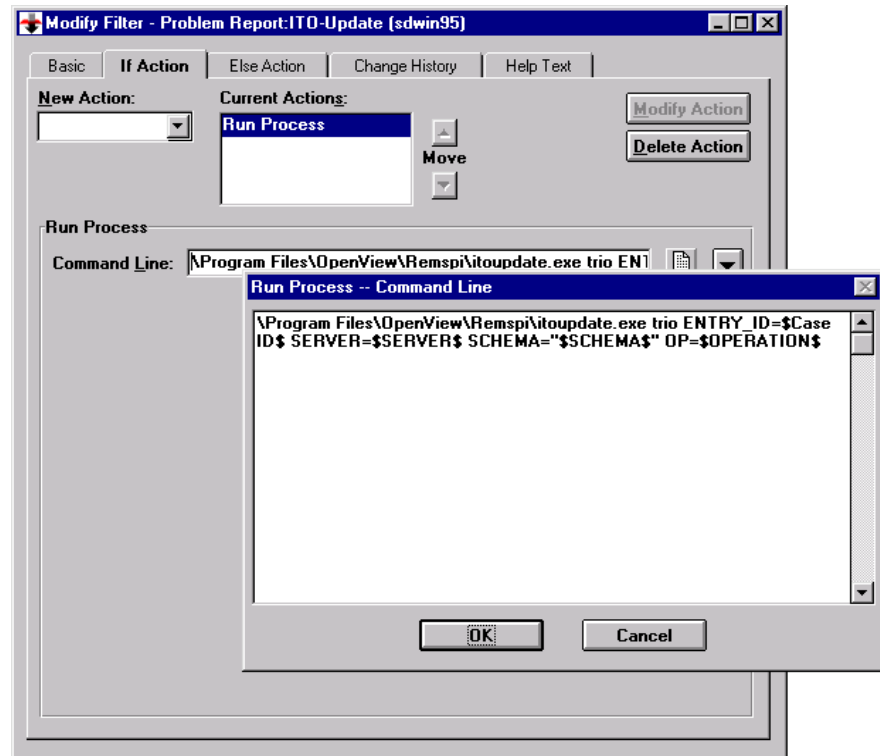 Modify Filter - Problem Report:ITO-Update (sdwin95)
Basic If Action Else Action Change History Help Text
New Action: Current Actions:
Run Process
Modify Action
Move
Delete Action
Run Process
Command Line: \Program Files\OpenView\Remspi\itoupdate.exe trio ENT
Run Process -- Command Line
\Program Files\OpenView\Remspi\itoupdate.exe trio ENTRY_ID=$Case
ID$ SERVER=$SERVER$ SCHEMA="$SCHEMA$" OP=$OPERATION$
OK Cancel